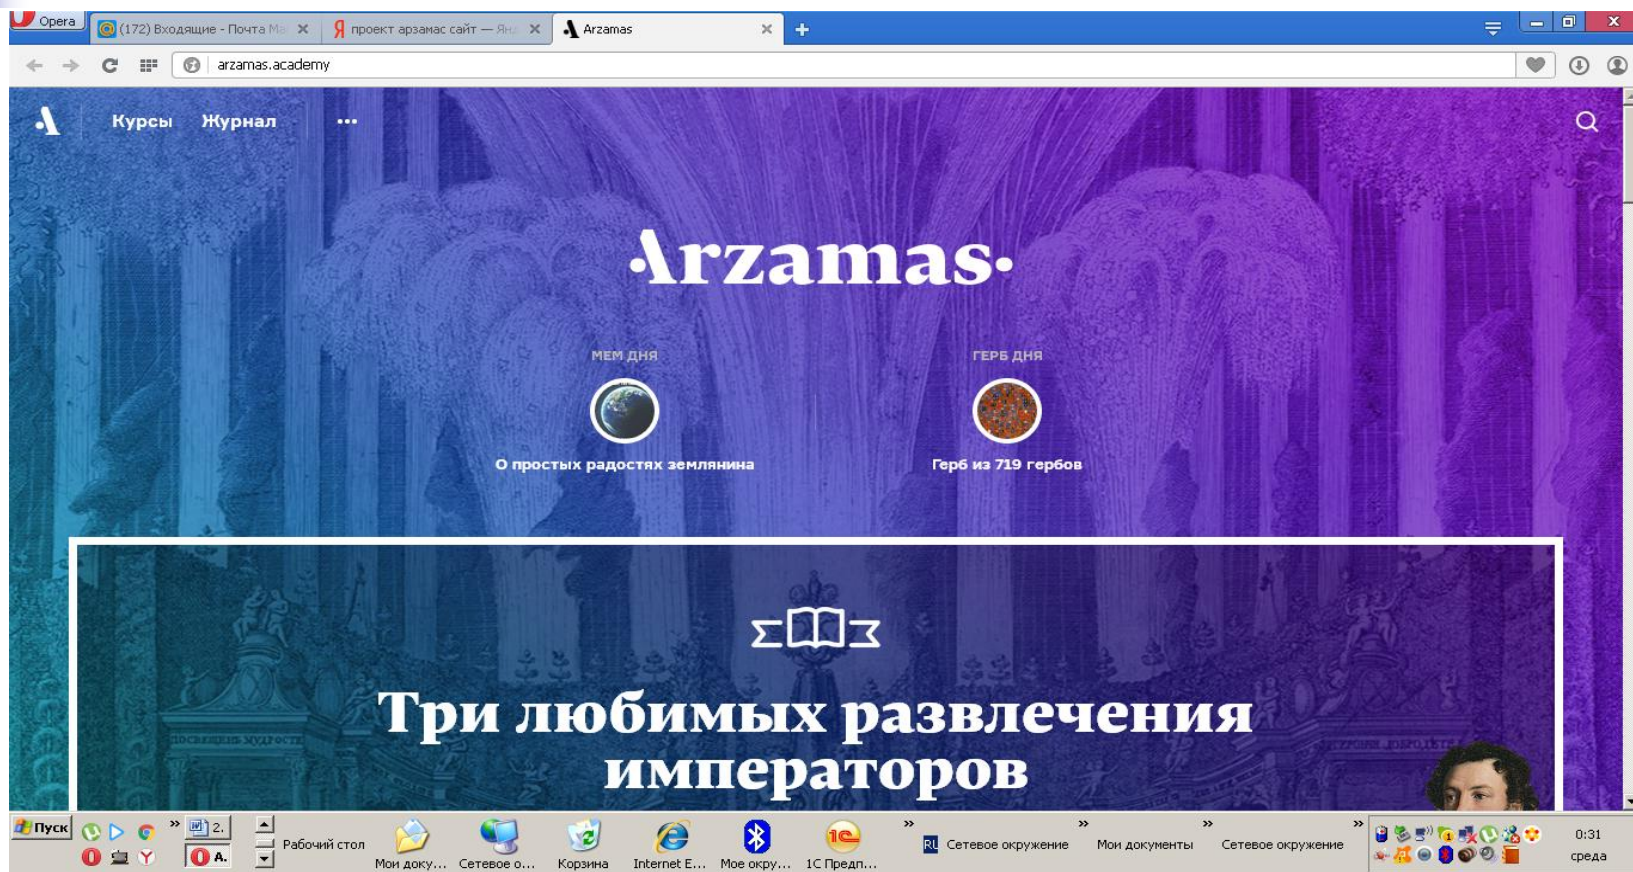 Opera
(172) Входящие - Почта Ма
проект арзамас сайт — Янд
Arzamas
arzamas.academy
Курсы Журнал
Arzamas
МЕМ ДНЯ
ГЕРБ ДНЯ
О простых радостях землянина
Герб из 719 гербов
Три любимых развлечения
императоров
Пуск
2.
А.
Рабочий стол
Мои доку...
Сетевое о...
Корзина
Internet E...
Мое окру...
1С Предп...
RU
Сетевое окружение
Мои документы
Сетевое окружение
0:31
среда